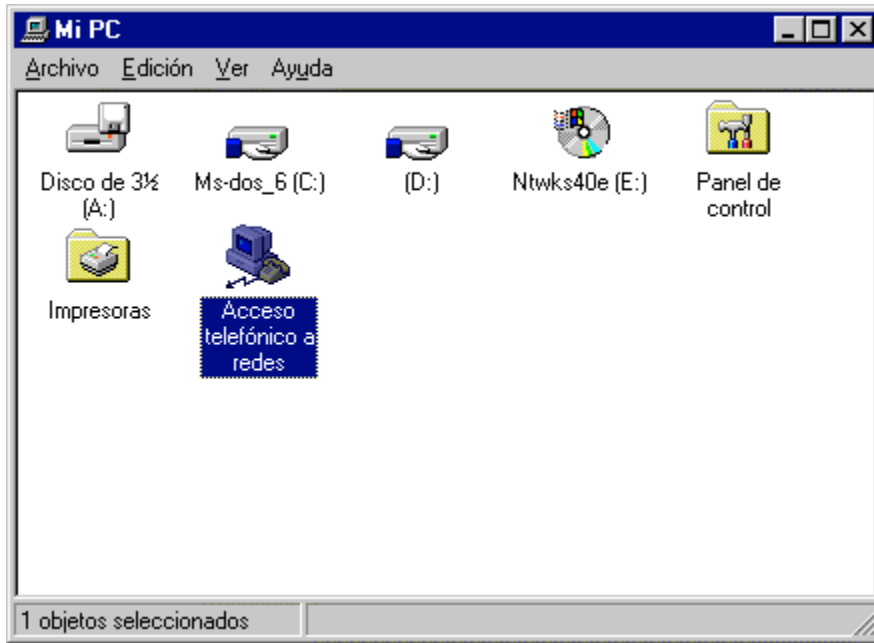 Mi PC
Archivo Edición Ver Ayuda
Disco de 3½ (A:)
Ms-dos_6 (C:)
(D:)
Ntwks40e (E:)
Panel de control
Impresoras
Acceso telefónico a redes
1 objetos seleccionados